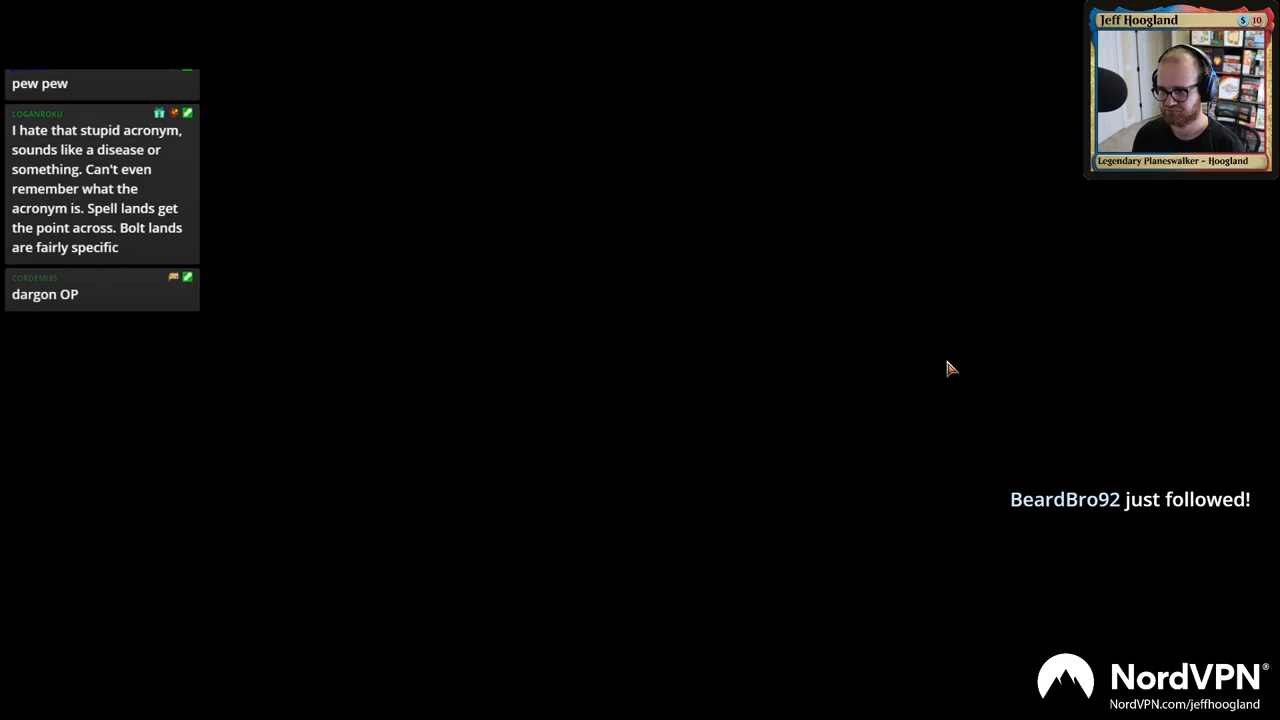 Jeff Hoogland
$ 10
Legendary Planeswalker – Hoogland
pew pew
LOGANROKU
I hate that stupid acronym,
sounds like a disease or
something. Can't even
remember what the
acronym is. Spell lands get
the point across. Bolt lands
are fairly specific
CORDEMI85
dargon OP
BeardBro92 just followed!
NordVPN®
NordVPN.com/jeffhoogland